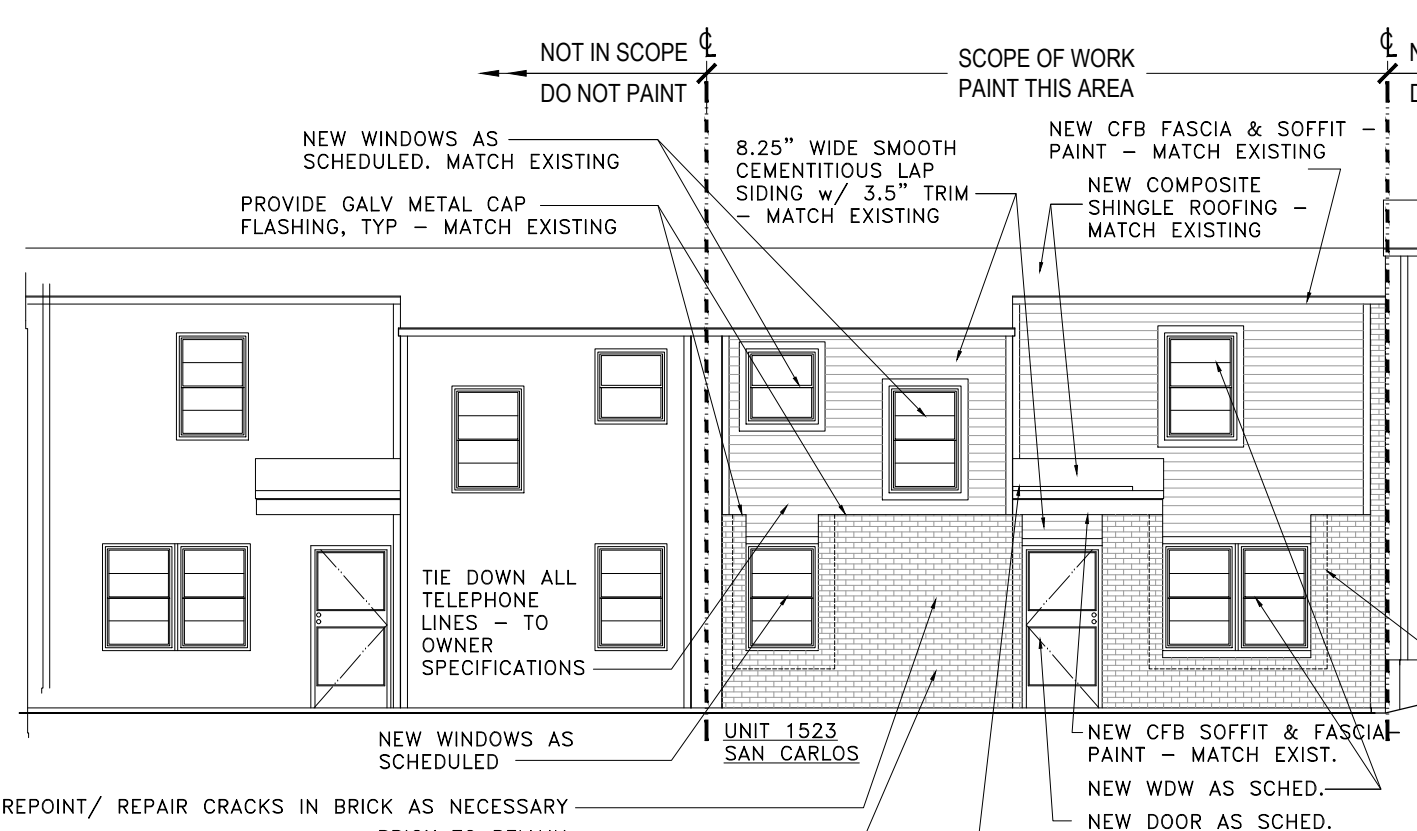 NOT IN SCOPE
DO NOT PAINT
SCOPE OF WORK
PAINT THIS AREA
NEW WINDOWS AS
SCHEDULED. MATCH EXISTING
PROVIDE GALV METAL CAP
FLASHING, TYP – MATCH EXISTING
8.25" WIDE SMOOTH
CEMENTITIOUS LAP
SIDING w/ 3.5" TRIM
– MATCH EXISTING
NEW CFB FASCIA & SOFFIT –
PAINT – MATCH EXISTING
NEW COMPOSITE
SHINGLE ROOFING –
MATCH EXISTING
TIE DOWN ALL
TELEPHONE
LINES – TO
OWNER
SPECIFICATIONS
NEW WINDOWS AS
SCHEDULED
UNIT 1523
SAN CARLOS
NEW CFB SOFFIT & FASCIA
PAINT – MATCH EXIST.
NEW WDW AS SCHED.
NEW DOOR AS SCHED.
REPOINT/ REPAIR CRACKS IN BRICK AS NECESSARY